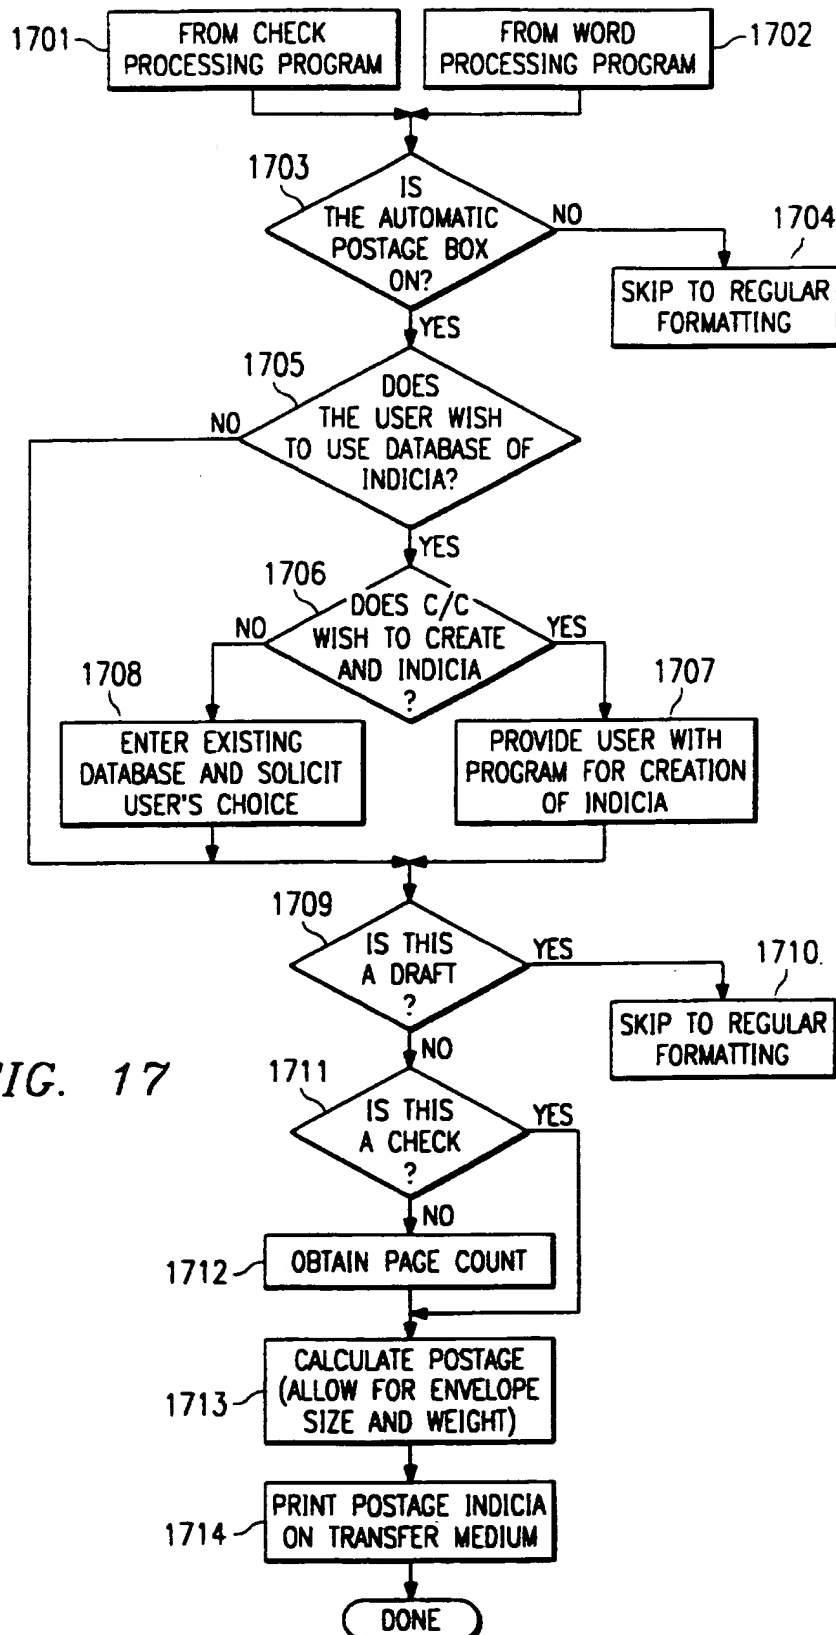 1701
FROM CHECK
PROCESSING PROGRAM
FROM WORD
PROCESSING PROGRAM
1702
1703
IS
THE AUTOMATIC
POSTAGE BOX
ON?
NO
1704
SKIP TO REGULAR
FORMATTING
YES
1705
DOES
THE USER WISH
TO USE DATABASE OF
INDICIA?
NO
YES
1706
DOES C/C
WISH TO CREATE
AND INDICIA
?
NO
YES
1708
ENTER EXISTING
DATABASE AND SOLICIT
USER'S CHOICE
1707
PROVIDE USER WITH
PROGRAM FOR CREATION
OF INDICIA
1709
IS THIS
A DRAFT
?
YES
1710
SKIP TO REGULAR
FORMATTING
NO
FIG. 17
1711
IS THIS
A CHECK
?
YES
NO
1712
OBTAIN PAGE COUNT
1713
CALCULATE POSTAGE
(ALLOW FOR ENVELOPE
SIZE AND WEIGHT)
1714
PRINT POSTAGE INDICIA
ON TRANSFER MEDIUM
DONE